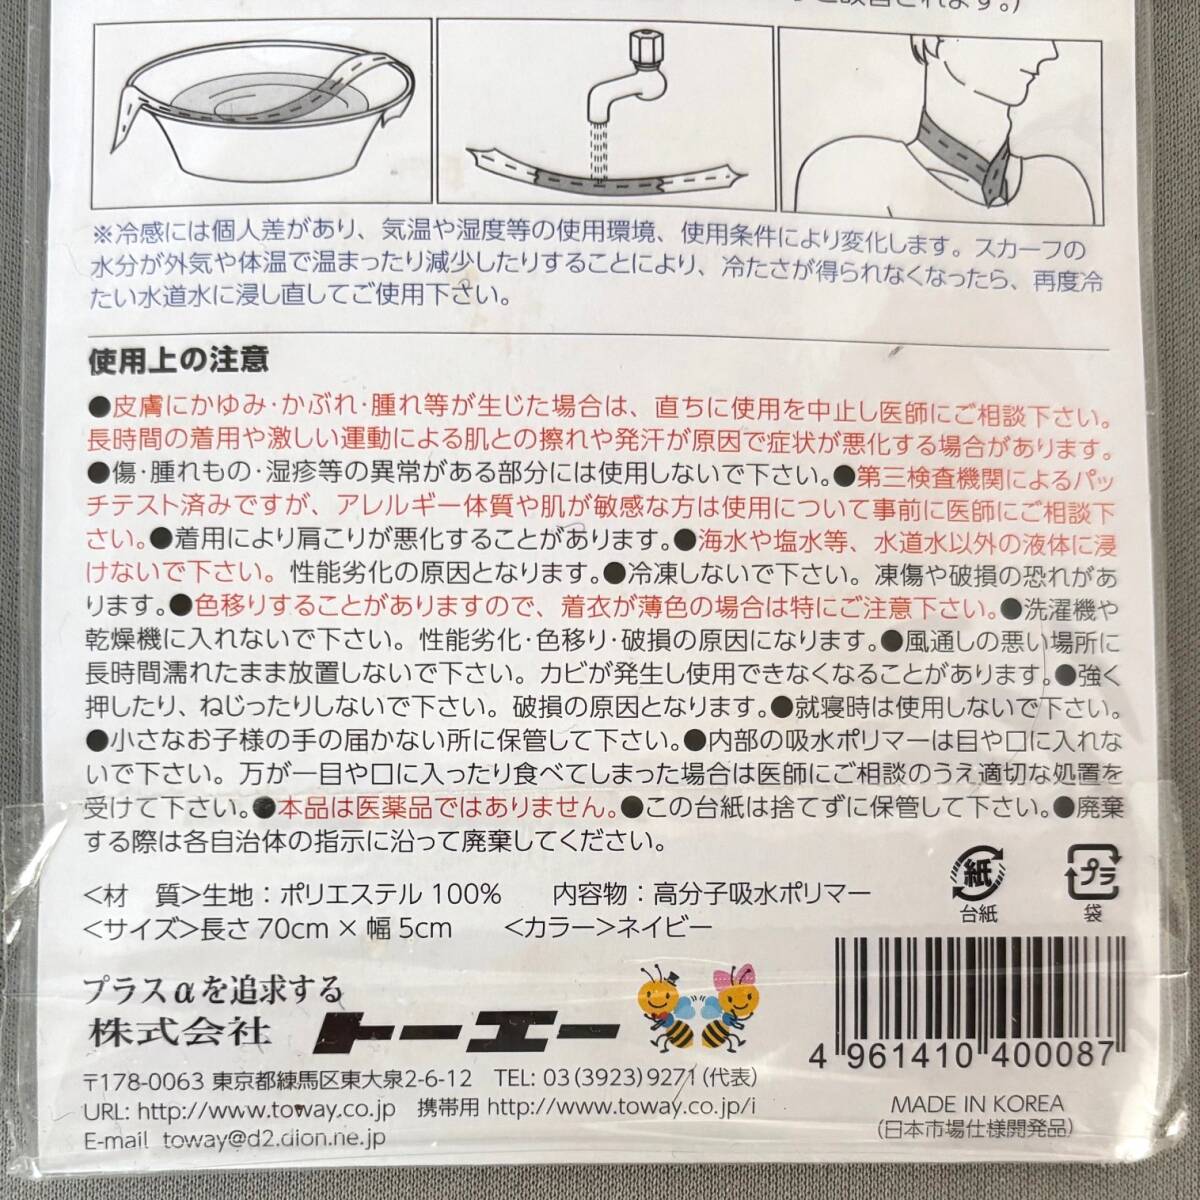 と改善されます。)
※冷感には個人差があり、気温や湿度等の使用環境、使用条件により変化します。スカーフの
水分が外気や体温で温まったり減少したりすることにより、冷たさが得られなくなったら、再度冷
たい水道水に浸し直してご使用下さい。
使用上の注意
●皮膚にかゆみ・かぶれ・腫れ等が生じた場合は、直ちに使用を中止し医師にご相談下さい。
長時間の着用や激しい運動による肌との擦れや発汗が原因で症状が悪化する場合があります。
●傷・腫れもの・湿疹等の異常がある部分には使用しないで下さい。●第三検査機関によるパッ
チテスト済みですが、アレルギー体質や肌が敏感な方は使用について事前に医師にご相談下
さい。●着用により肩こりが悪化することがあります。●海水や塩水等、水道水以外の液体に浸
けないで下さい。性能劣化の原因となります。●冷凍しないで下さい。凍傷や破損の恐れがあ
ります。●色移りすることがありますので、着衣が薄色の場合は特にご注意下さい。●洗濯機や
乾燥機に入れないで下さい。性能劣化・色移り・破損の原因になります。●風通しの悪い場所に
長時間濡れたまま放置しないで下さい。カビが発生し使用できなくなることがあります。●強く
押したり、ねじったりしないで下さい。破損の原因となります。●就寝時は使用しないで下さい。
●小さなお子様の手の届かない所に保管して下さい。●内部の吸水ポリマーは目や口に入れな
いで下さい。万が一目や口に入ったり食べてしまった場合は医師にご相談のうえ適切な処置を
受けて下さい。●本品は医薬品ではありません。●この台紙は捨てずに保管して下さい。●廃棄
する際は各自治体の指示に沿って廃棄してください。
<材　質>生地：ポリエステル 100%　内容物：高分子吸水ポリマー
<サイズ>長さ70cm × 幅5cm　<カラー>ネイビー
紙
台紙
プラ
袋
プラスαを追求する
株式会社 トーエー
〒178-0063 東京都練馬区東大泉2-6-12　TEL: 03(3923)9271(代表)
URL: http://www.toway.co.jp　携帯用 http://www.toway.co.jp/i
E-mail toway@d2.dion.ne.jp
4 961410 400087
MADE IN KOREA
(日本市場仕様開発品)